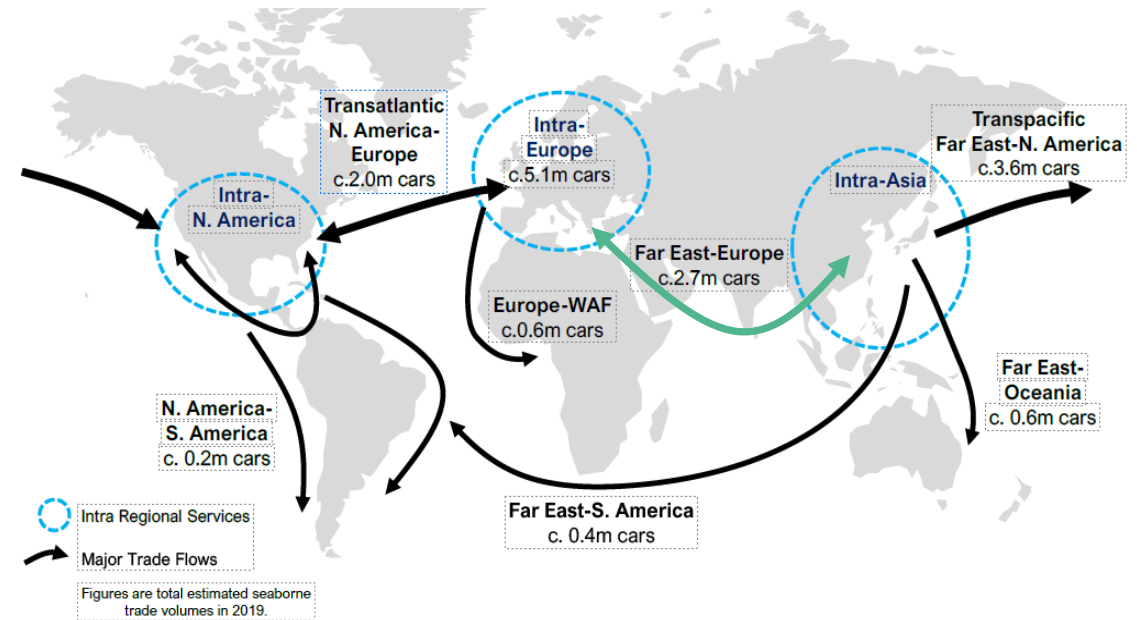 Transatlantic
N. America-
Europe
c.2.0m cars
Intra-
Europe
c.5.1m cars
Transpacific
Far East-N. America
c.3.6m cars
Intra-
N. America
Intra-Asia
Far East-Europe
c.2.7m cars
Europe-WAF
c.0.6m cars
Far East-
Oceania
c. 0.6m cars
N. America-
S. America
c. 0.2m cars
Far East-S. America
c. 0.4m cars
Intra Regional Services
Major Trade Flows
Figures are total estimated seaborne
trade volumes in 2019.